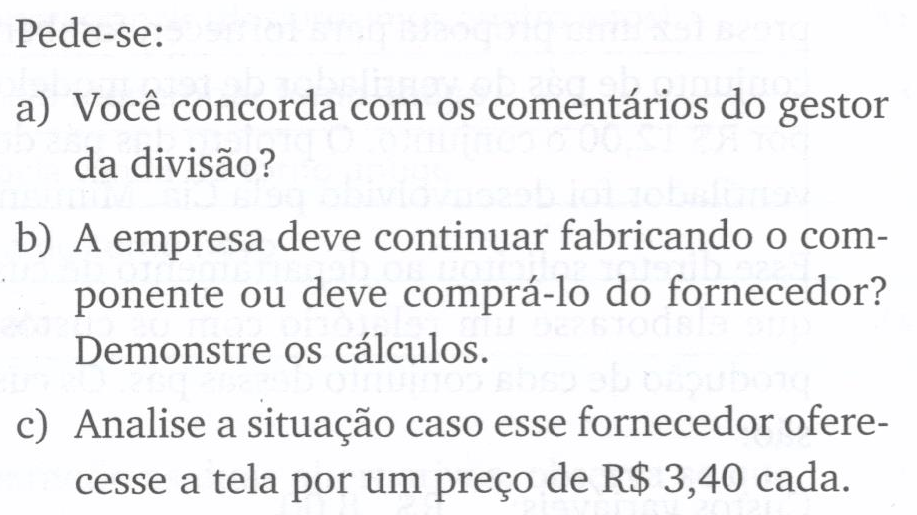 Pede-se:
a) Você concorda com os comentários do gestor
da divisão?
b) A empresa deve continuar fabricando o com-
ponente ou deve comprá-lo do fornecedor?
Demonstre os cálculos.
c) Analise a situação caso esse fornecedor ofere-
cesse a tela por um preço de R$ 3,40 cada.